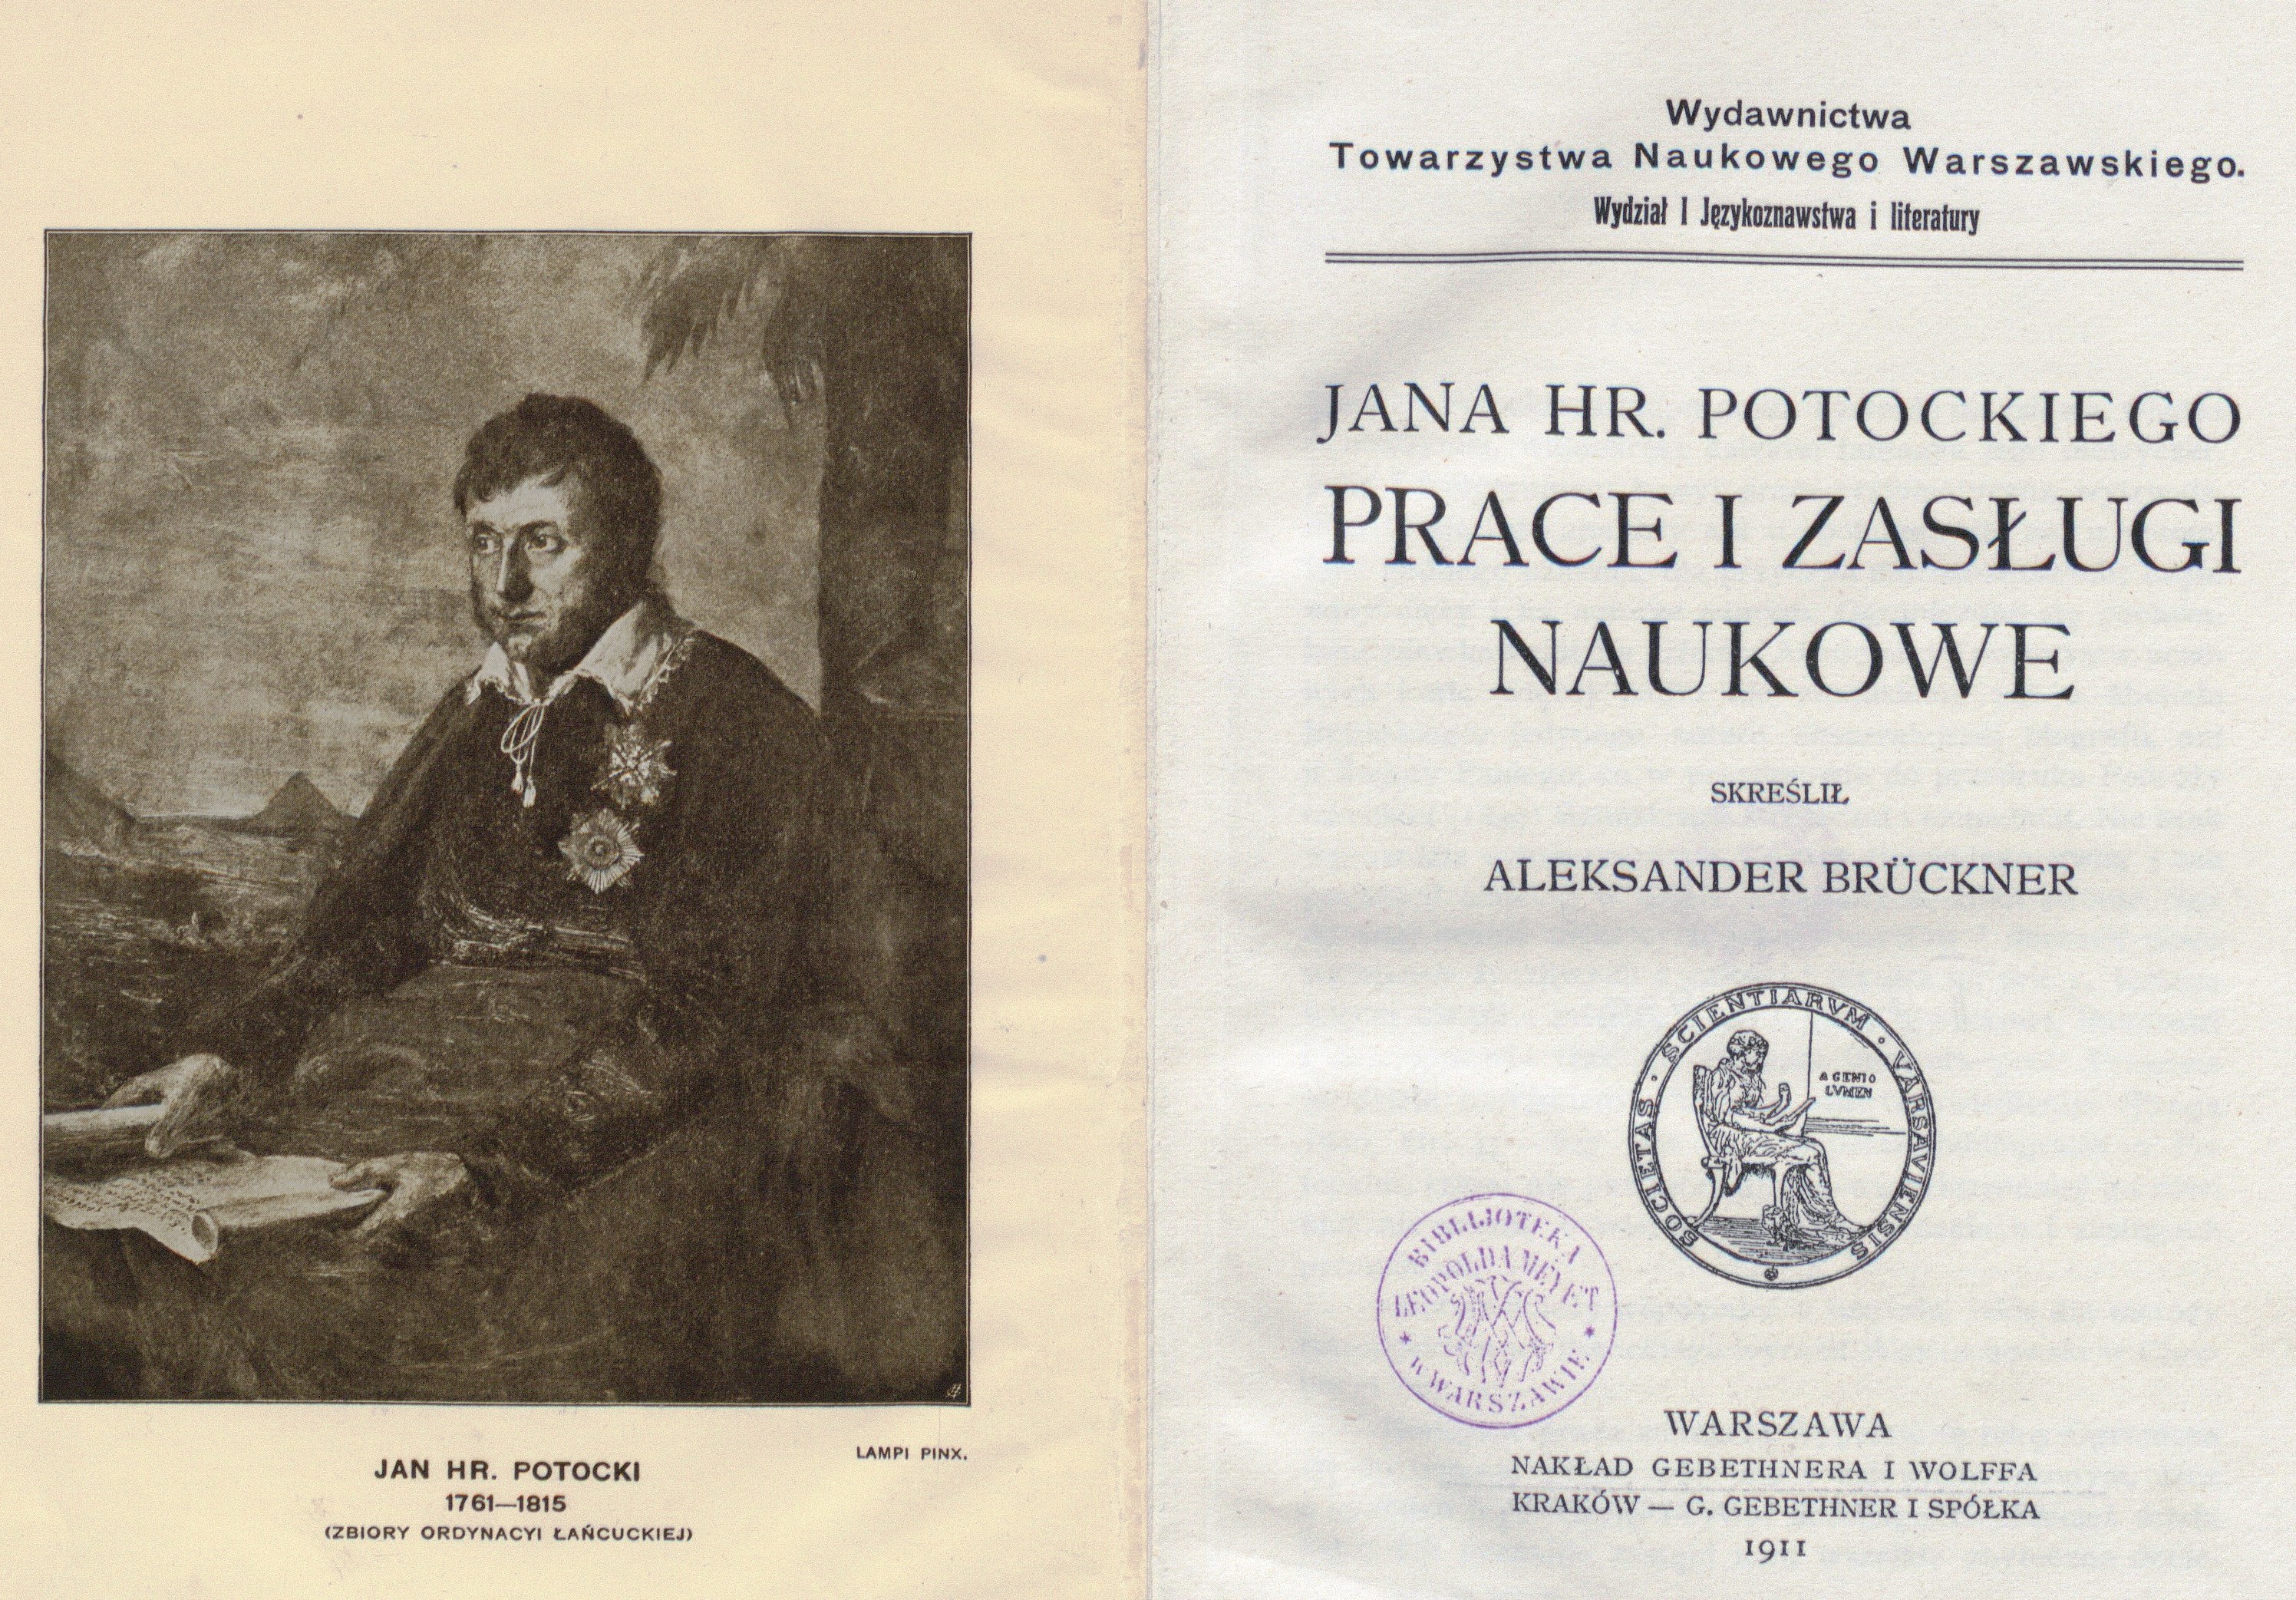 JAN HR. POTOCKI
1761—1815
(ZBIORY ORDYNACYI ŁAŃCUCKIEJ)
LAMPI PINX.
Wydawnictwa
Towarzystwa Naukowego Warszawskiego.
Wydział I Językoznawstwa i literatury
JANA HR. POTOCKIEGO
PRACE I ZASŁUGI
NAUKOWE
SKREŚLIŁ
ALEKSANDER BRÜCKNER
SOCIETAS · SCIENTIARVM · VARSAVIENSIS
A GENIO
LVMEN
BIBLIJOTEKA
LEOPOLDA MEYET
* W WARSZAWIE *
WARSZAWA
NAKŁAD GEBETHNERA I WOLFFA
KRAKÓW — G. GEBETHNER I SPÓŁKA
1911